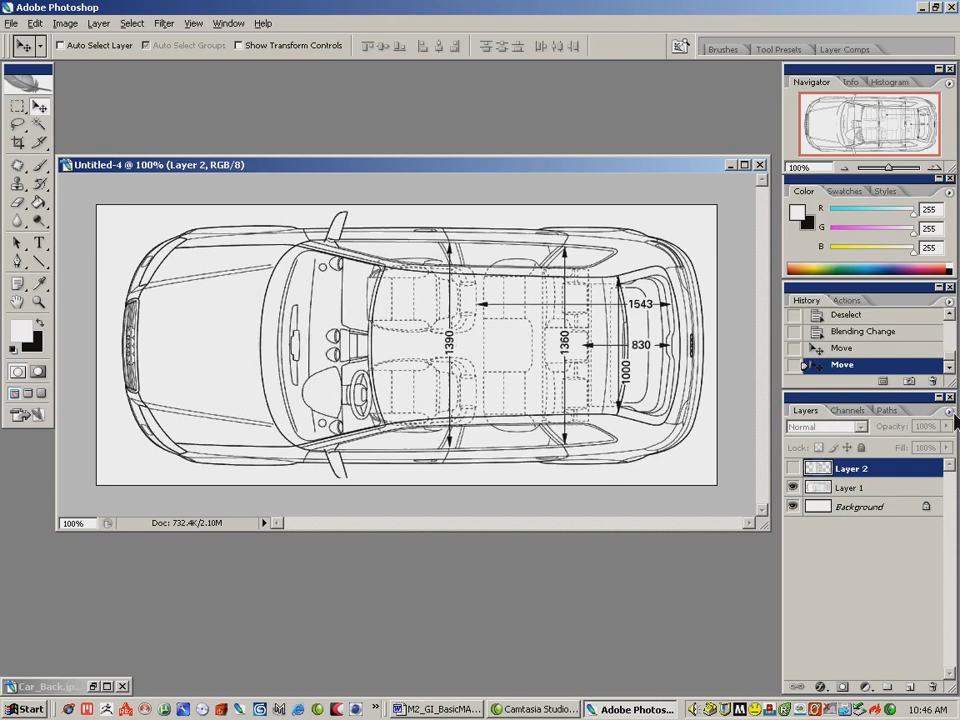 Adobe Photoshop
File Edit Image Layer Select Filter View Window Help
Auto Select Layer Auto Select Groups Show Transform Controls Brushes Tool Presets Layer Comps
Navigator Info Histogram
100%
Untitled-4 @ 100% (Layer 2, RGB/8)
Color Swatches Styles
R 255
G 255
B 255
History Actions
Deselect
Blending Change
Move
Move
1543
1390
1360
830
1000
Layers Channels Paths
Normal Opacity: 100%
Lock: Fill: 100%
Layer 2
Layer 1
Background
100% Doc: 732.4K/2.10M
Car_Back.jp...
Start M2_GI_BasicMA... Camtasia Studio... Adobe Photos... 10:46 AM